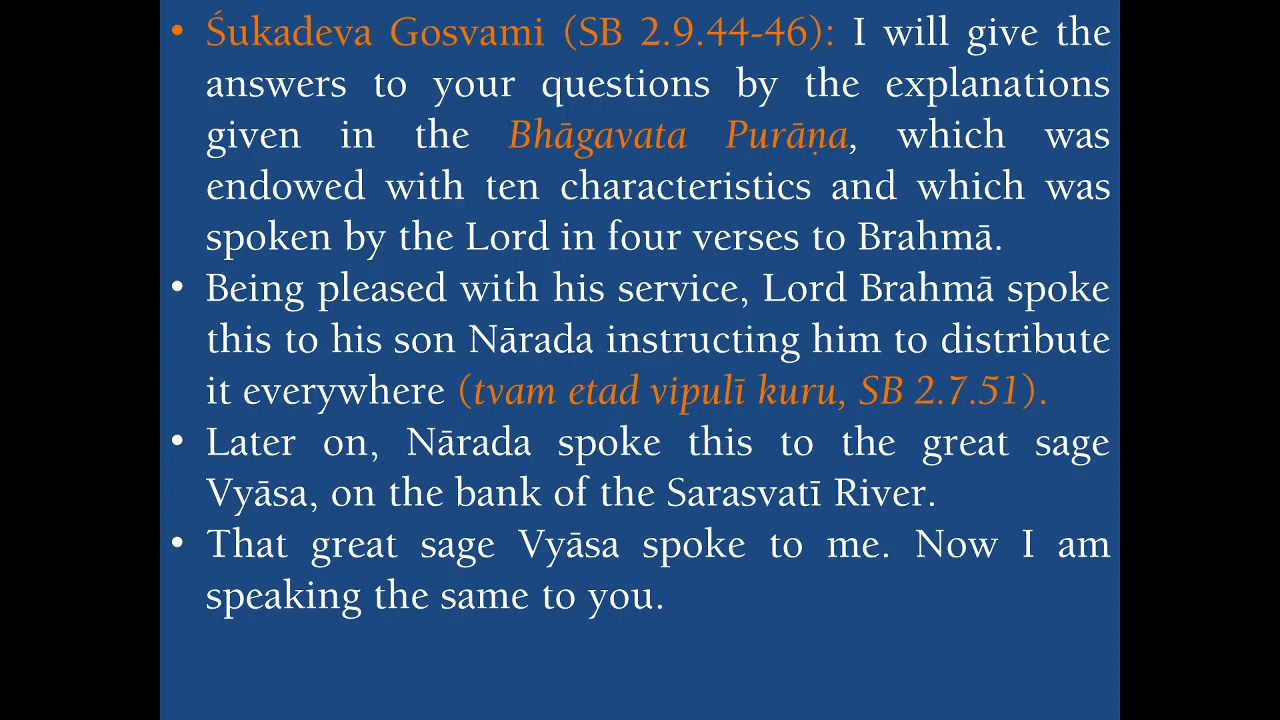 • Śukadeva Gosvami (SB 2.9.44-46): I will give the
answers to your questions by the explanations
given in the Bhāgavata Purāṇa, which was
endowed with ten characteristics and which was
spoken by the Lord in four verses to Brahmā.
• Being pleased with his service, Lord Brahmā spoke
this to his son Nārada instructing him to distribute
it everywhere (tvam etad vipulī kuru, SB 2.7.51).
• Later on, Nārada spoke this to the great sage
Vyāsa, on the bank of the Sarasvatī River.
• That great sage Vyāsa spoke to me. Now I am
speaking the same to you.